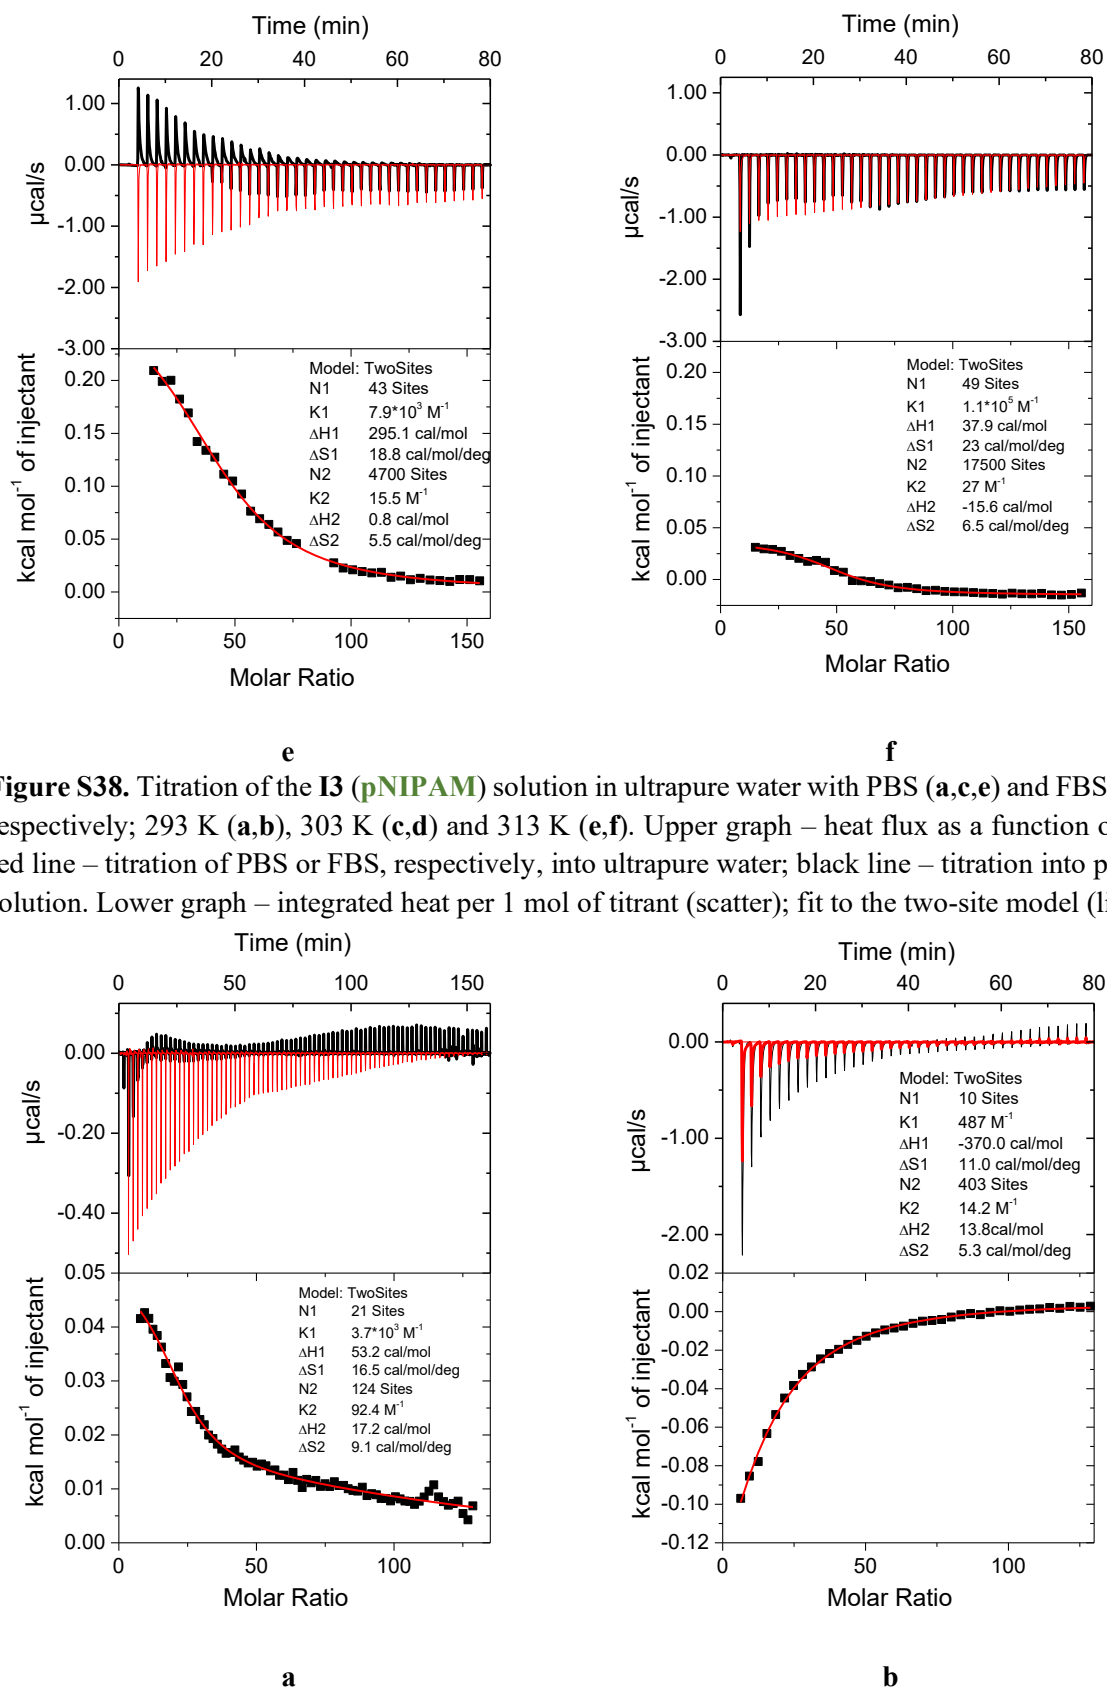 Time (min)
0 20 40 60 80
1.00
0.00
-1.00
-2.00
-3.00
µcal/s
0.20
0.15
0.10
0.05
0.00
kcal mol⁻¹ of injectant
Model: TwoSites
N1 43 Sites
K1 7.9*10³ M⁻¹
ΔH1 295.1 cal/mol
ΔS1 18.8 cal/mol/deg
N2 4700 Sites
K2 15.5 M⁻¹
ΔH2 0.8 cal/mol
ΔS2 5.5 cal/mol/deg
0 50 100 150
Molar Ratio
e
Time (min)
0 20 40 60 80
1.00
0.00
-1.00
-2.00
-3.00
µcal/s
0.20
0.15
0.10
0.05
0.00
kcal mol⁻¹ of injectant
Model: TwoSites
N1 49 Sites
K1 1.1*10⁵ M⁻¹
ΔH1 37.9 cal/mol
ΔS1 23 cal/mol/deg
N2 17500 Sites
K2 27 M⁻¹
ΔH2 -15.6 cal/mol
ΔS2 6.5 cal/mol/deg
0 50 100 150
Molar Ratio
f
igure S38. Titration of the I3 (pNIPAM) solution in ultrapure water with PBS (a,c,e) and FBS
espectively; 293 K (a,b), 303 K (c,d) and 313 K (e,f). Upper graph – heat flux as a function o
ed line – titration of PBS or FBS, respectively, into ultrapure water; black line – titration into p
olution. Lower graph – integrated heat per 1 mol of titrant (scatter); fit to the two-site model (li
Time (min)
0 50 100 150
0.00
-0.20
-0.40
µcal/s
0.05
0.04
0.03
0.02
0.01
0.00
kcal mol⁻¹ of injectant
Model: TwoSites
N1 21 Sites
K1 3.7*10³ M⁻¹
ΔH1 53.2 cal/mol
ΔS1 16.5 cal/mol/deg
N2 124 Sites
K2 92.4 M⁻¹
ΔH2 17.2 cal/mol
ΔS2 9.1 cal/mol/deg
0 50 100
Molar Ratio
a
Time (min)
0 20 40 60 80
0.00
-1.00
-2.00
µcal/s
Model: TwoSites
N1 10 Sites
K1 487 M⁻¹
ΔH1 -370.0 cal/mol
ΔS1 11.0 cal/mol/deg
N2 403 Sites
K2 14.2 M⁻¹
ΔH2 13.8cal/mol
ΔS2 5.3 cal/mol/deg
0.02
0.00
-0.02
-0.04
-0.06
-0.08
-0.10
-0.12
kcal mol⁻¹ of injectant
0 50 100
Molar Ratio
b